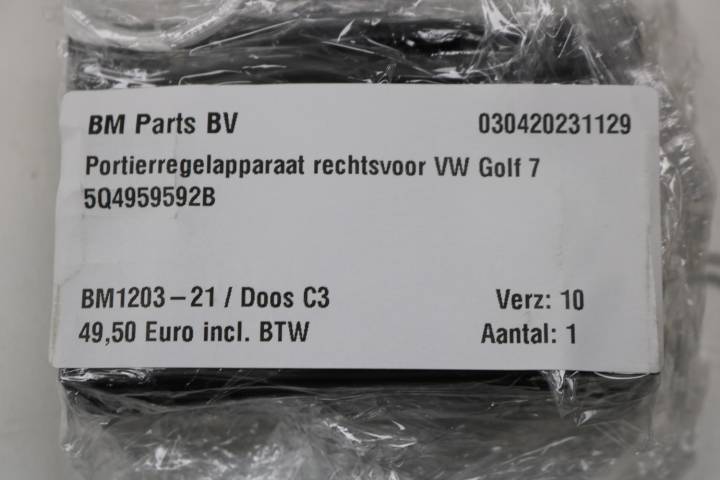 BM Parts BV 030420231129
Portierregelapparaat rechtsvoor VW Golf 7
5Q4959592B
BM1203-21 / Doos C3 Verz: 10
49,50 Euro incl. BTW Aantal: 1